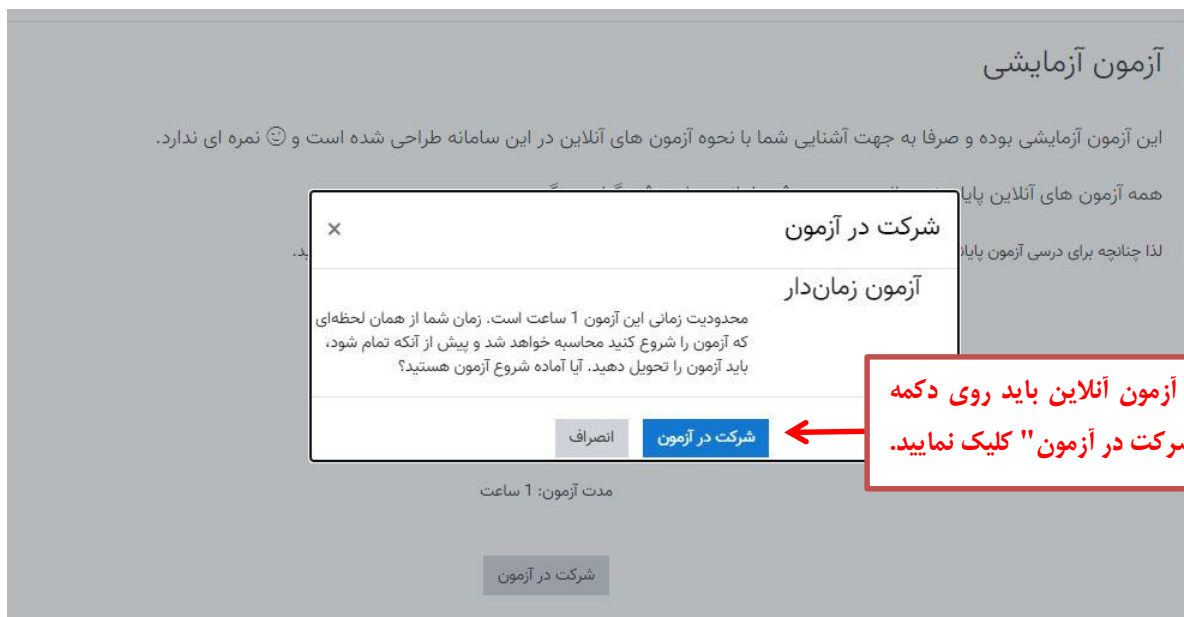 آزمون آزمایشی
این آزمون آزمایشی بوده و صرفا به جهت آشنایی شما با نحوه آزمون های آنلاین در این سامانه طراحی شده است و 🙂 نمره ای ندارد.
همه آزمون های آنلاین
شرکت در آزمون
×
لذا چنانچه برای درسی آزمون
آزمون زمان‌دار
محدودیت زمانی این آزمون 1 ساعت است. زمان شما از همان لحظه‌ای
که آزمون را شروع کنید محاسبه خواهد شد و پیش از آنکه تمام شود،
باید آزمون را تحویل دهید. آیا آماده شروع آزمون هستید؟
شرکت در آزمون
انصراف
آزمون آنلاین باید روی دکمه
در آزمون" کلیک نمایید.
مدت آزمون: 1 ساعت
شرکت در آزمون